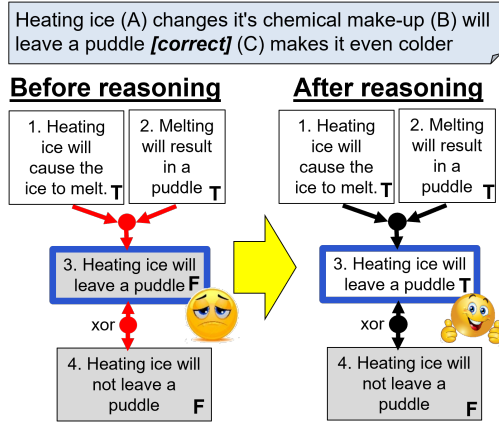 Heating ice (A) changes it's chemical make-up (B) will
leave a puddle [correct] (C) makes it even colder
Before reasoning
1. Heating
ice will
cause the
ice to melt. T
2. Melting
will result
in a
puddle T
3. Heating ice will
leave a puddle F
xor
4. Heating ice will
not leave a
puddle F
After reasoning
1. Heating
ice will
cause the
ice to melt. T
2. Melting
will result
in a
puddle T
3. Heating ice will
leave a puddle T
xor
4. Heating ice will
not leave a
puddle F